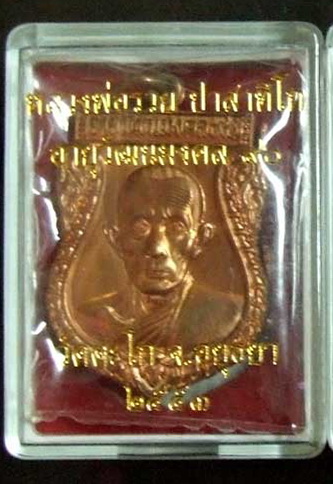 หลวงพ่อรวย ปาสาทิโก
อายุวัฒนมงคล ๙๐
วัดตะโก จ.อยุธยา
๒๕๕๓